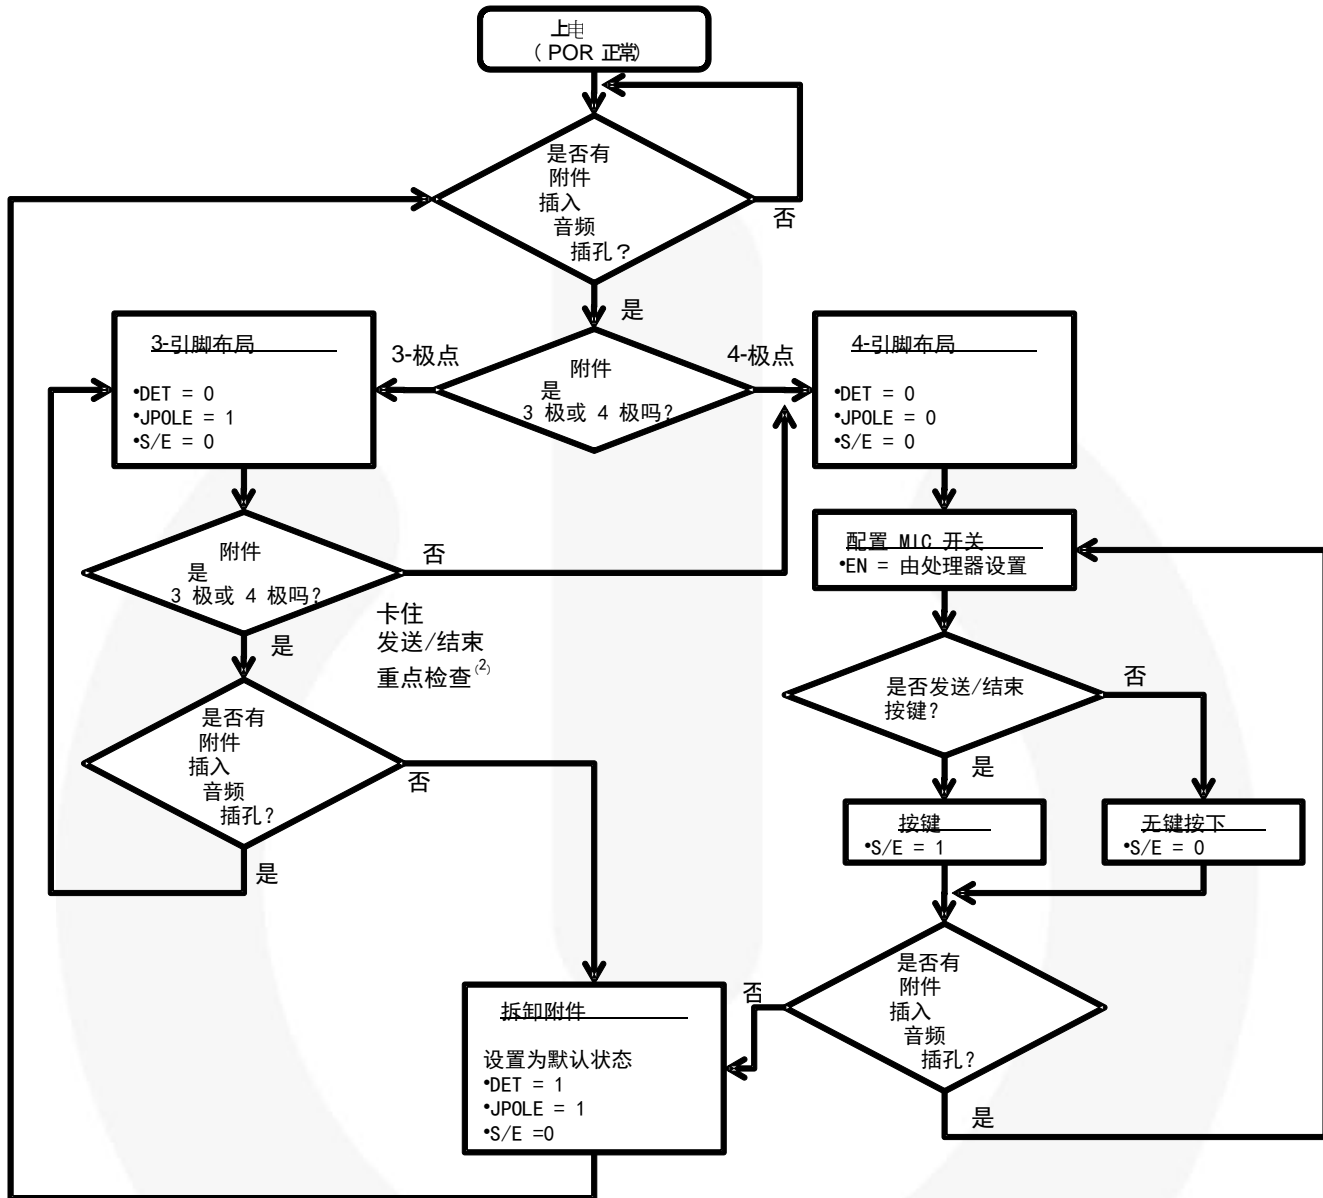 上电
( POR 正常)
是否有
附件
插入
音频
插孔?
否
是
3-引脚布局
•DET = 0
•JPOLE = 1
•S/E = 0
3-极点
附件
是
3 极或 4 极吗?
4-极点
4-引脚布局
•DET = 0
•JPOLE = 0
•S/E = 0
附件
是
3 极或 4 极吗?
否
卡住
发送/结束
重点检查(2)
是
配置 MIC 开关
•EN = 由处理器设置
是否发送/结束
按键?
否
是
是否有
附件
插入
音频
插孔?
否
是
按键
•S/E = 1
无键按下
•S/E = 0
是否有
附件
插入
音频
插孔?
否
是
拆卸附件
设置为默认状态
•DET = 1
•JPOLE = 1
•S/E =0